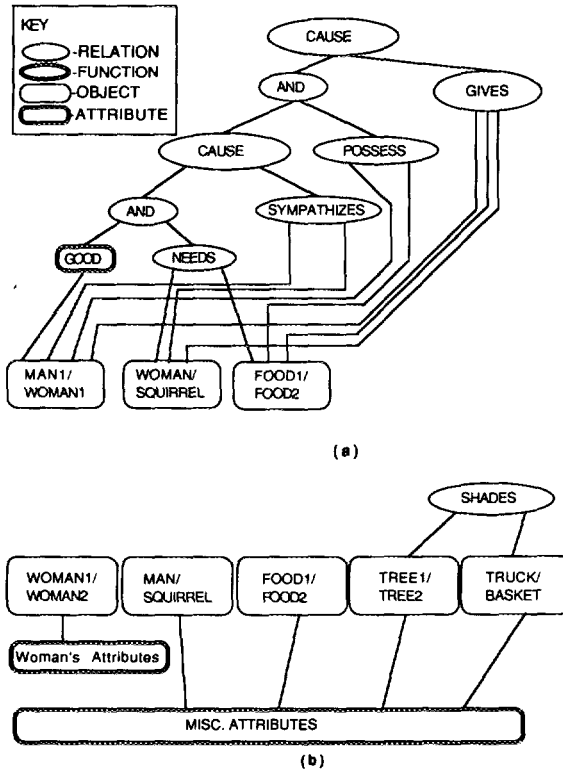 KEY
-RELATION
-FUNCTION
-OBJECT
-ATTRIBUTE
CAUSE
AND
GIVES
CAUSE
POSSESS
AND
SYMPATHIZES
GOOD
NEEDS
MAN1/
WOMAN1
WOMAN/
SQUIRREL
FOOD1/
FOOD2
(a)
SHADES
WOMAN1/
WOMAN2
MAN/
SQUIRREL
FOOD1/
FOOD2
TREE1/
TREE2
TRUCK/
BASKET
Woman's Attributes
MISC. ATTRIBUTES
(b)